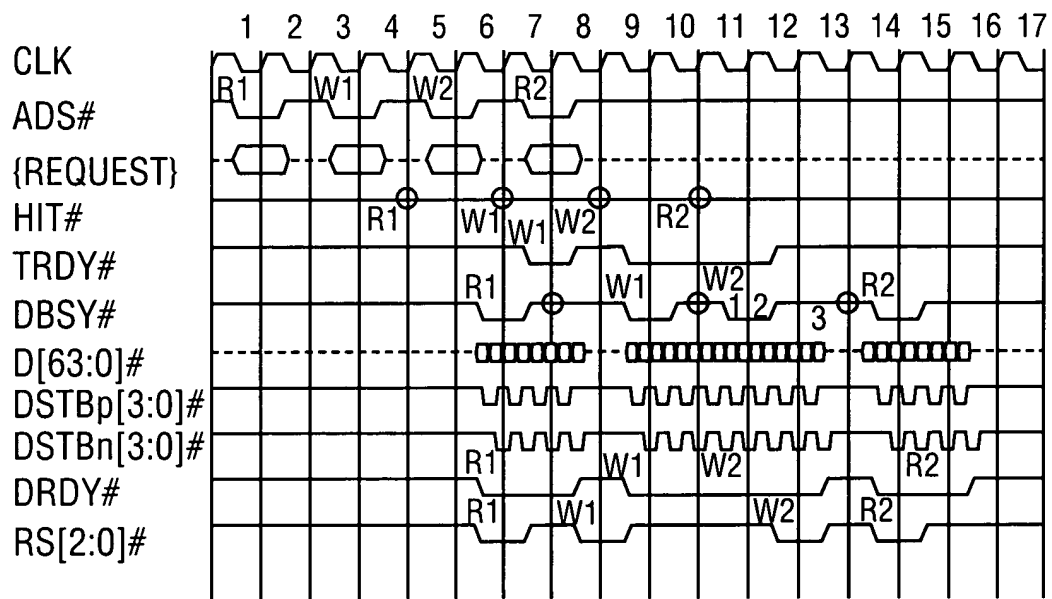 1 2 3 4 5 6 7 8 9 10 11 12 13 14 15 16 17
CLK
R1 W1 W2 R2
ADS#
{REQUEST}
HIT#
R1 W1 W2 R2
W1 W2
TRDY#
R1 W1 R2
DBSY#
1 2 3
D[63:0]#
DSTBp[3:0]#
DSTBn[3:0]#
R1 W1 W2 R2
DRDY#
R1 W1 W2 R2
RS[2:0]#